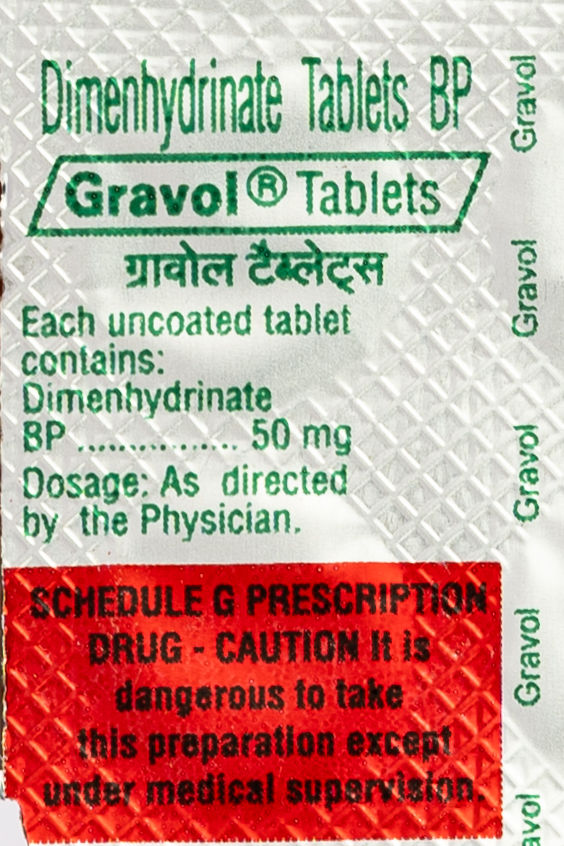 Dimenhydrinate Tablets BP
Gravol® Tablets
ग्रावोल टैब्लेट्स
Each uncoated tablet
contains:
Dimenhydrinate
BP ................ 50 mg
Dosage: As directed
by the Physician.
SCHEDULE G PRESCRIPTION
DRUG - CAUTION It is
dangerous to take
this preparation except
under medical supervision.
Gravol
Gravol
Gravol
Gravol
avol